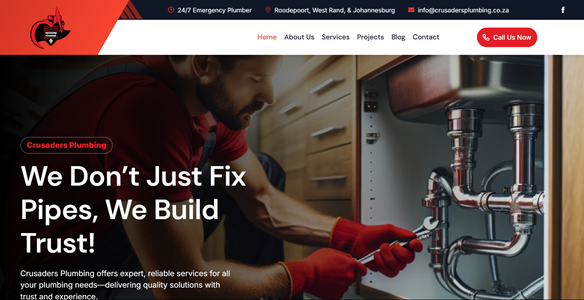 24/7 Emergency Plumber
Roodepoort, West Rand, & Johannesburg
info@crusadersplumbing.co.za
Home
About Us
Services
Projects
Blog
Contact
Call Us Now
Crusaders Plumbing
We Don’t Just Fix
Pipes, We Build
Trust!
Crusaders Plumbing offers expert, reliable services for all
your plumbing needs—delivering quality solutions with
trust and experience.